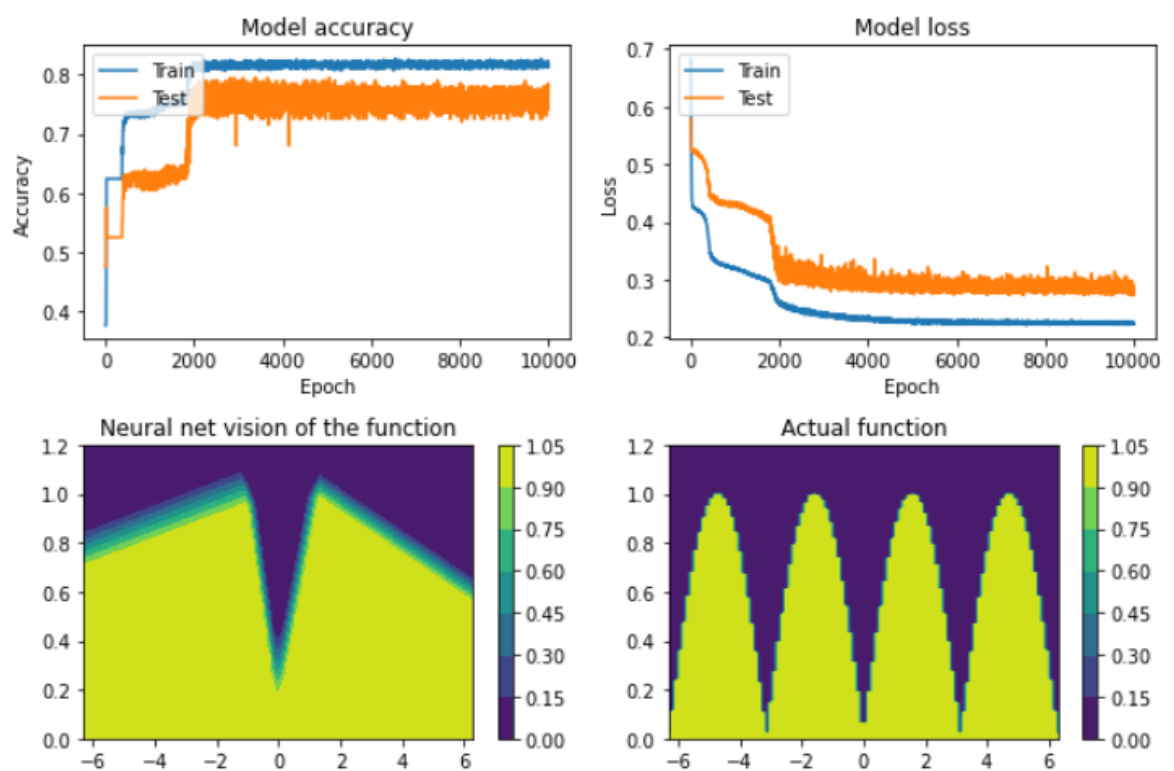 Model accuracy
Train
Test
0.8
0.7
0.6
0.5
0.4
Accuracy
0 2000 4000 6000 8000 10000
Epoch
Model loss
Train
Test
0.7
0.6
0.5
0.4
0.3
0.2
Loss
0 2000 4000 6000 8000 10000
Epoch
Neural net vision of the function
1.2
1.0
0.8
0.6
0.4
0.2
0.0
−6 −4 −2 0 2 4 6
1.05
0.90
0.75
0.60
0.45
0.30
0.15
0.00
Actual function
1.2
1.0
0.8
0.6
0.4
0.2
0.0
−6 −4 −2 0 2 4 6
1.05
0.90
0.75
0.60
0.45
0.30
0.15
0.00